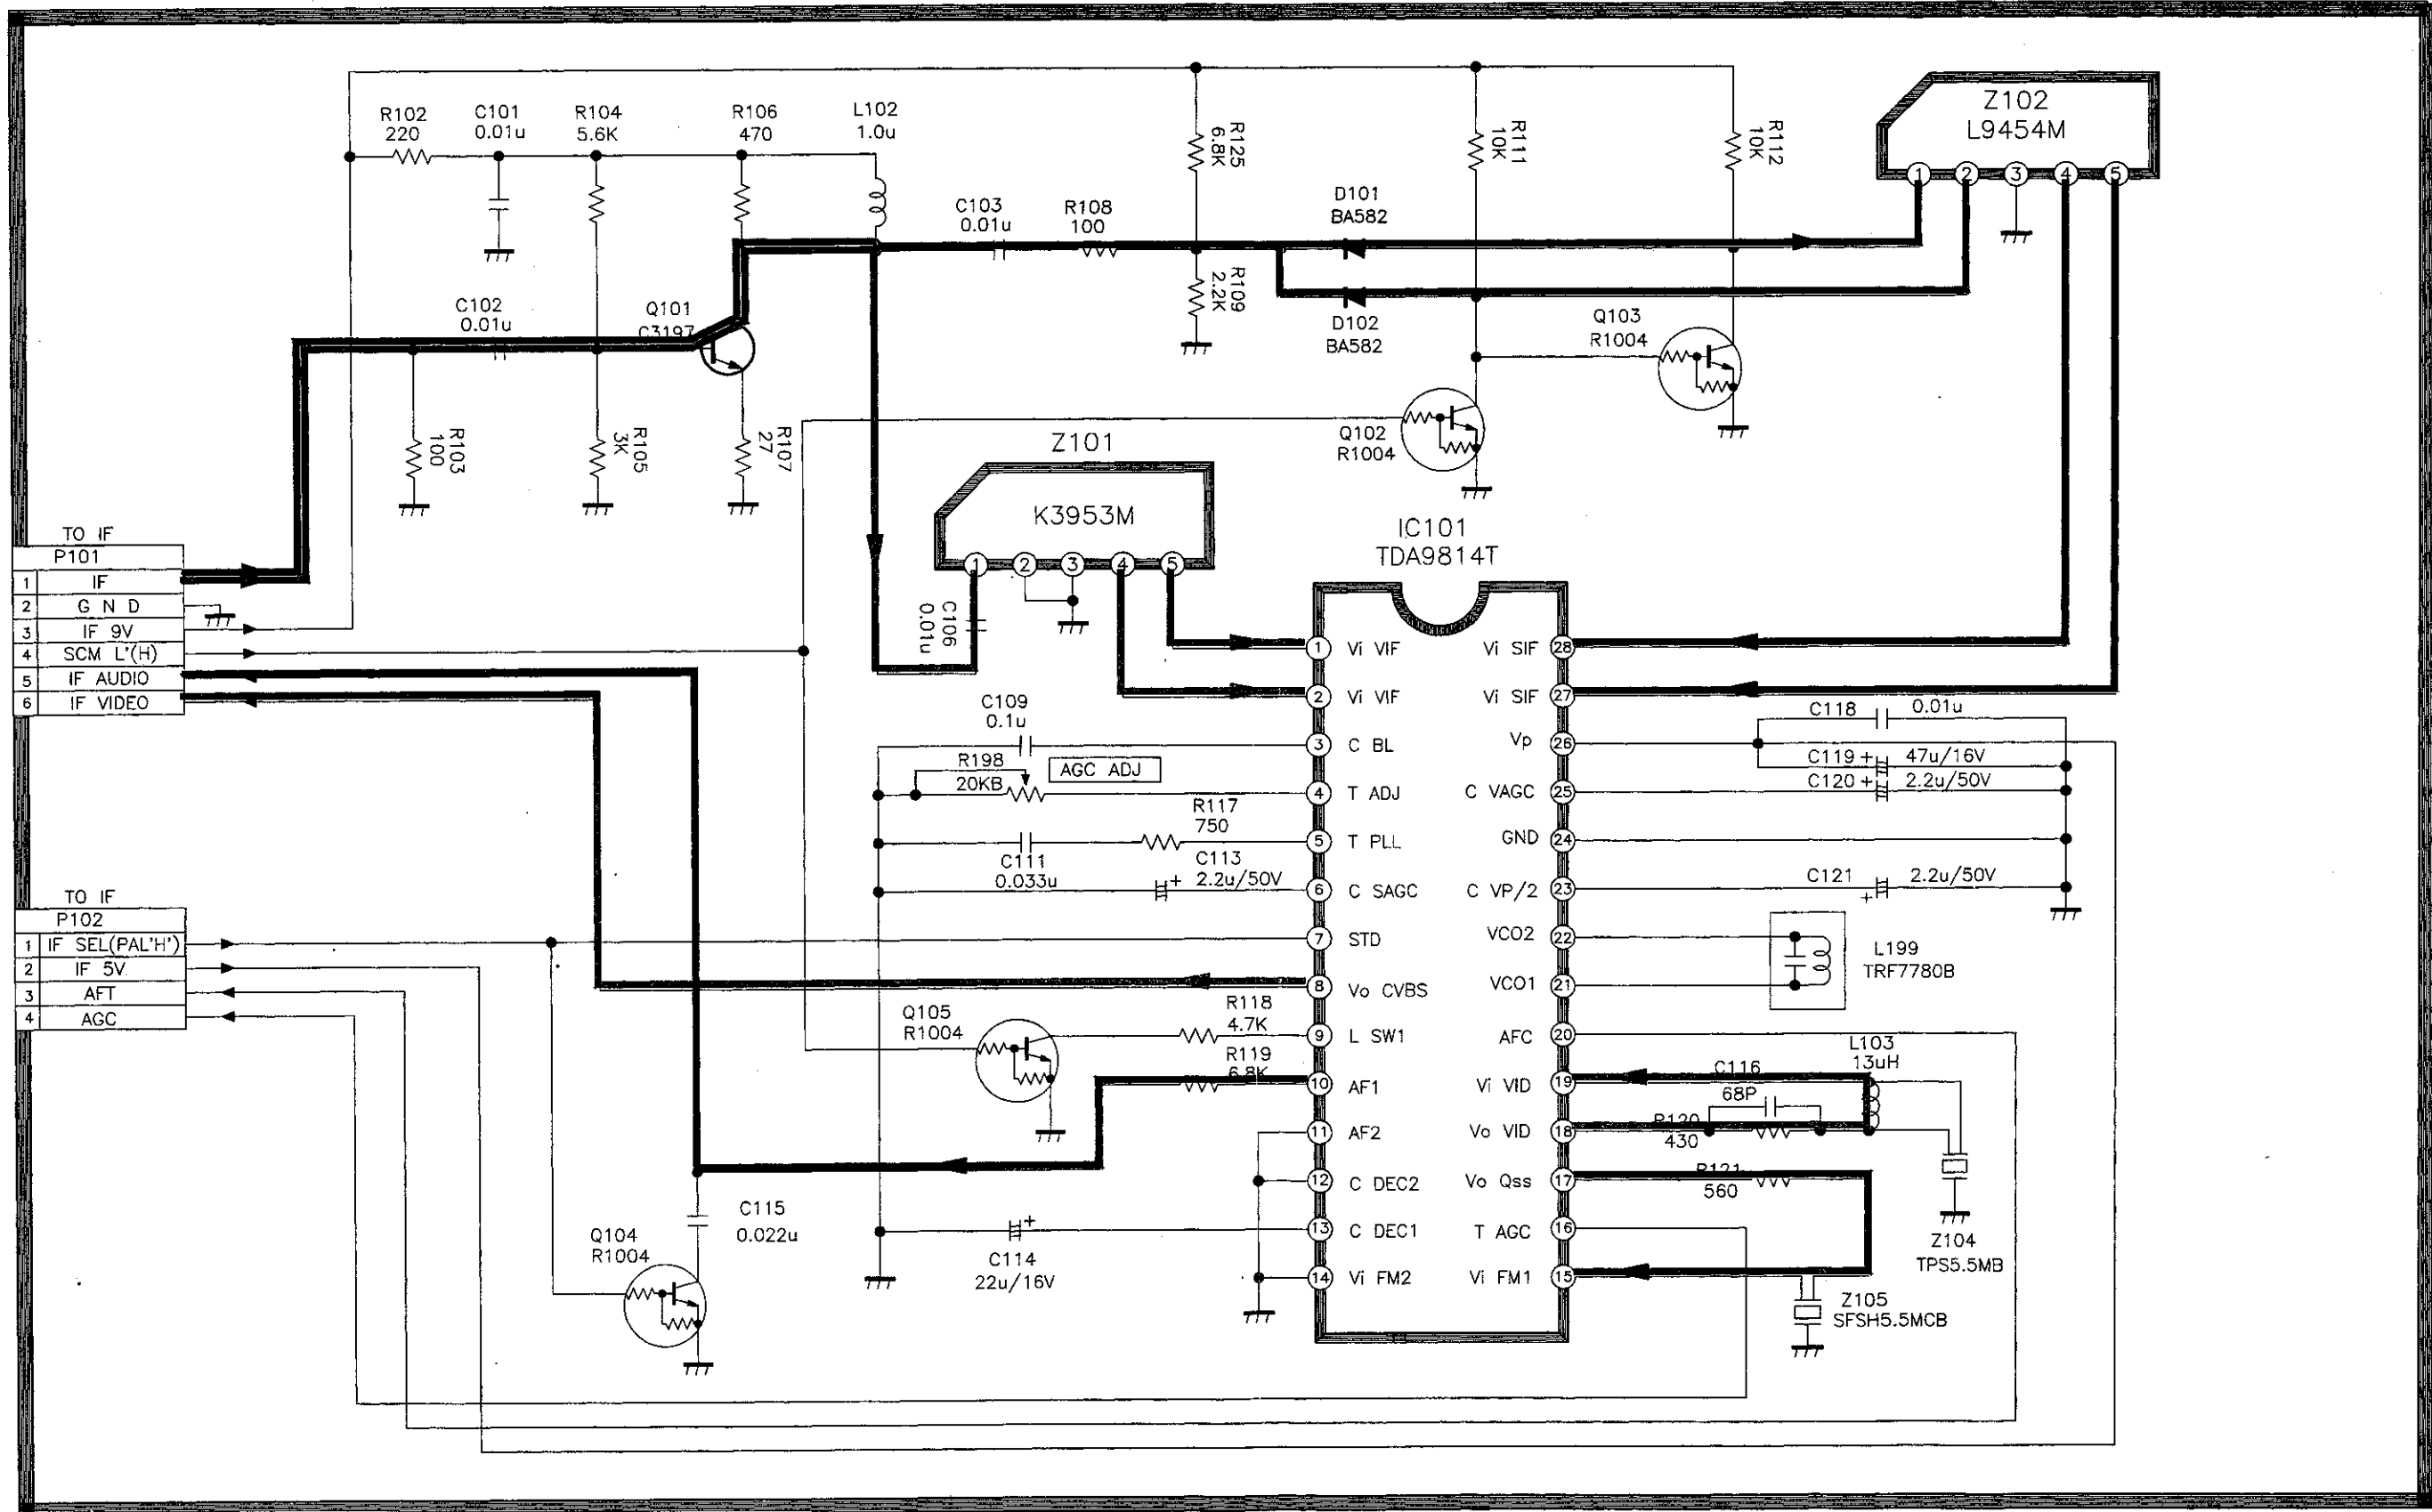 R102
220
C101
0.01u
R104
5.6K
R106
470
L102
1.0u
R125
6.8K
R111
10K
R112
10K
Z102
L9454M
1 2 3 4 5
C103
0.01u
R108
100
D101
BA582
R109
2.2K
D102
BA582
C102
0.01u
Q101
C3197
Q103
R1004
Q102
R1004
R103
100
R105
3K
R107
27
Z101
K3953M
1 2 3 4 5
C106
0.01u
IC101
TDA9814T
TO IF
P101
1 IF
2 G N D
3 IF 9V
4 SCM L'(H)
5 IF AUDIO
6 IF VIDEO
1 Vi VIF
2 Vi VIF
3 C BL
4 T ADJ
5 T PLL
6 C SAGC
7 STD
8 Vo CVBS
9 L SW1
10 AF1
11 AF2
12 C DEC2
13 C DEC1
14 Vi FM2
Vi SIF 28
Vi SIF 27
Vp 26
C VAGC 25
GND 24
C VP/2 23
VCO2 22
VCO1 21
AFC 20
Vi VID 19
Vo VID 18
Vo Qss 17
T AGC 16
Vi FM1 15
C109
0.1u
R198
20KB
AGC ADJ
R117
750
C111
0.033u
C113
+ 2.2u/50V
C118 0.01u
C119 + 47u/16V
C120 + 2.2u/50V
C121 + 2.2u/50V
L199
TRF7780B
TO IF
P102
1 IF SEL(PAL'H')
2 IF 5V
3 AFT
4 AGC
Q105
R1004
R118
4.7K
R119
6.8K
L103
13uH
C116
68P
R120
430
R121
560
Z104
TPS5.5MB
Z105
SFSH5.5MCB
C115
0.022u
Q104
R1004
+
C114
22u/16V